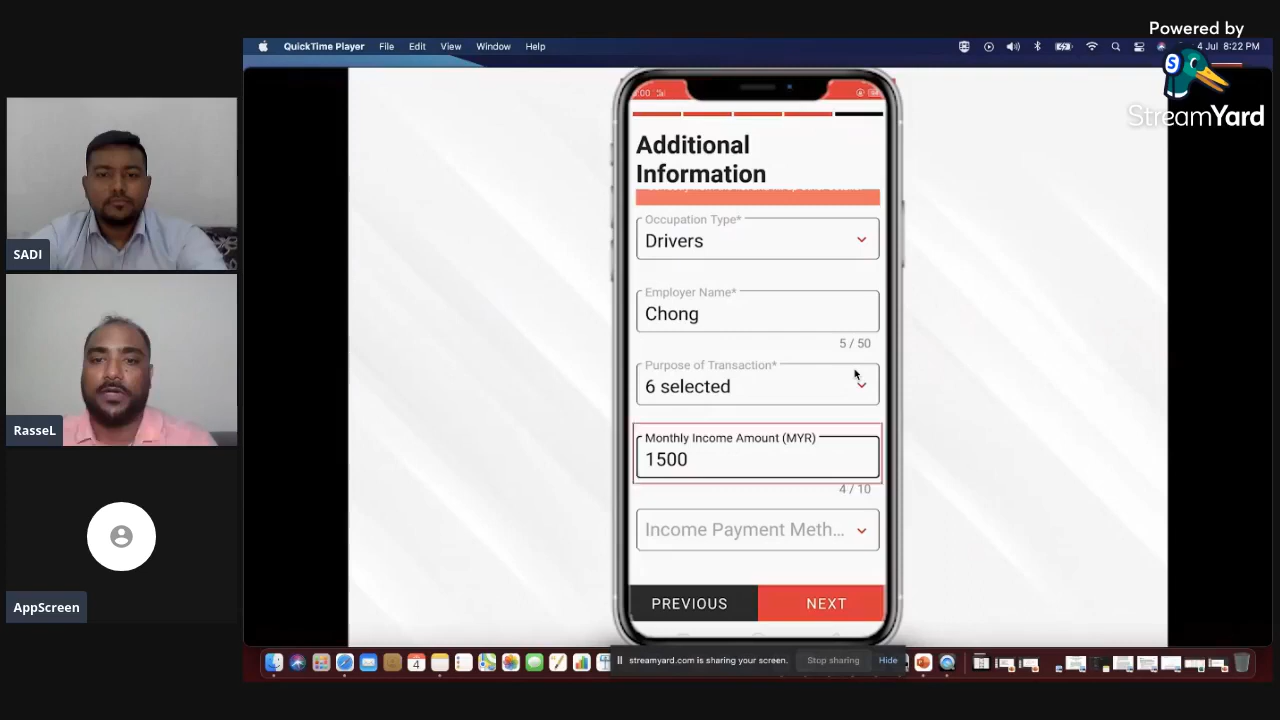 Powered by
StreamYard
QuickTime Player File Edit View Window Help
4 Jul 8:22 PM
Additional
Information
Occupation Type*
Drivers
Employer Name*
Chong
5 / 50
Purpose of Transaction*
6 selected
Monthly Income Amount (MYR)
1500
4 / 10
Income Payment Meth...
PREVIOUS NEXT
SADI
RasseL
AppScreen
streamyard.com is sharing your screen. Stop sharing Hide